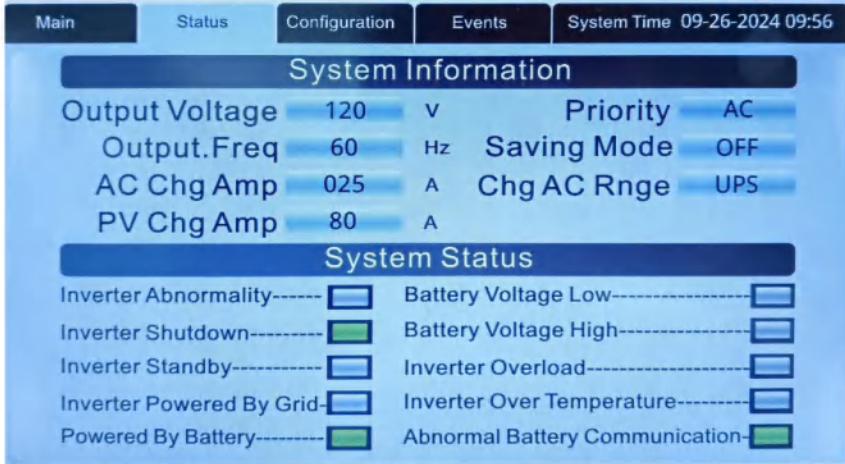 Main Status Configuration Events System Time 09-26-2024 09:56
System Information
Output Voltage 120 V Priority AC
Output.Freq 60 Hz Saving Mode OFF
AC Chg Amp 025 A Chg AC Rnge UPS
PV Chg Amp 80 A
System Status
Inverter Abnormality------ Battery Voltage Low--------------
Inverter Shutdown--------- Battery Voltage High-------------
Inverter Standby----------- Inverter Overload-----------------
Inverter Powered By Grid- Inverter Over Temperature---------
Powered By Battery--------- Abnormal Battery Communication-